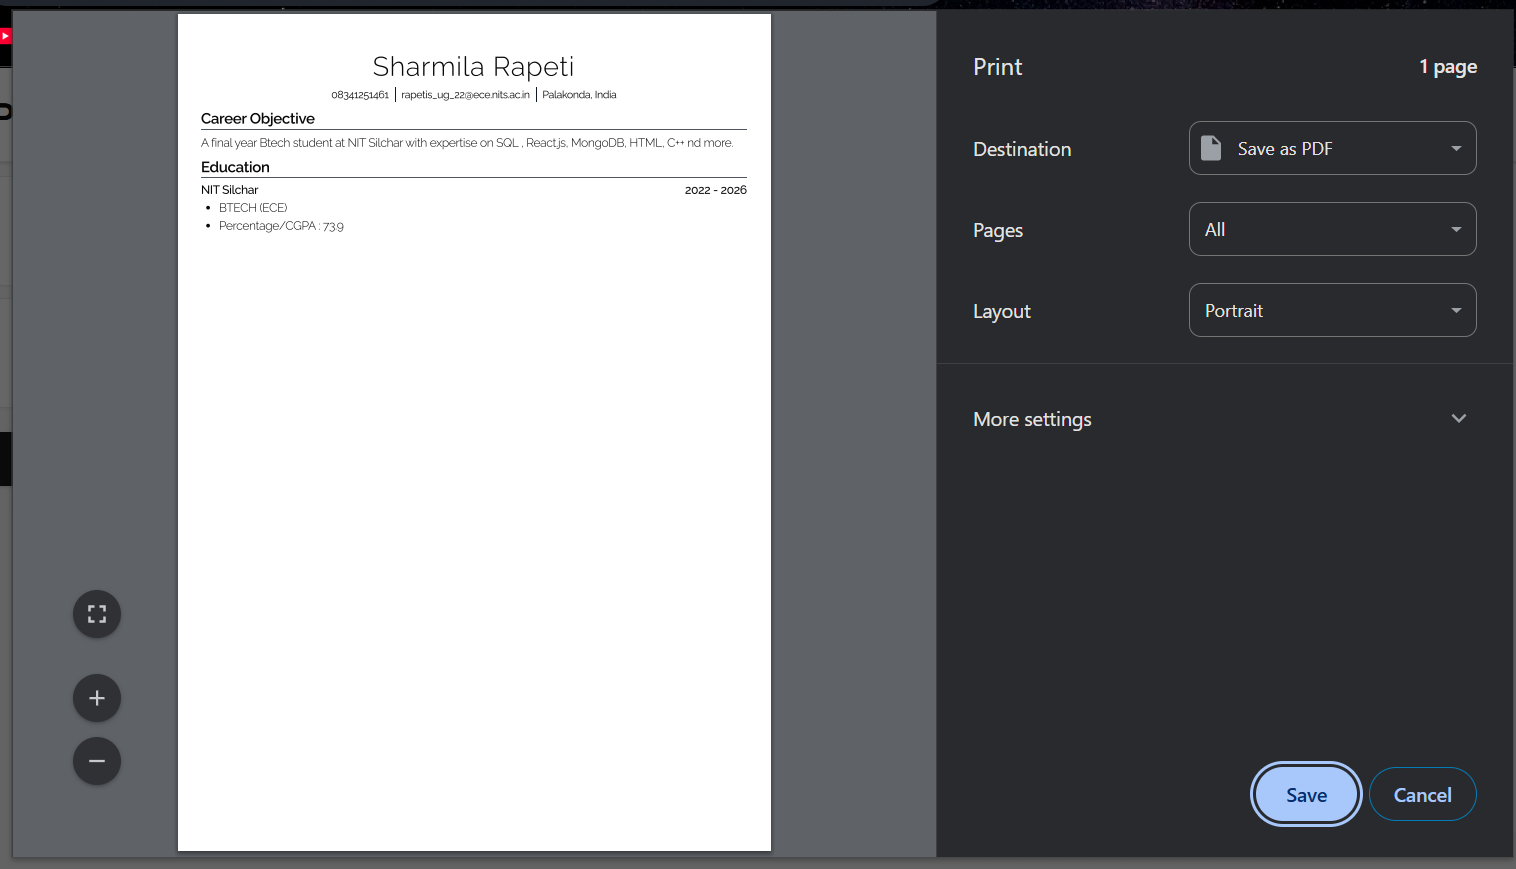 Sharmila Rapeti
08341251461 | rapetis_ug_22@ece.nits.ac.in | Palakonda, India
Career Objective
A final year Btech student at NIT Silchar with expertise on SQL , React.js, MongoDB, HTML, C++ nd more.
Education
NIT Silchar 2022 - 2026
• BTECH (ECE)
• Percentage/CGPA : 73.9
Print 1 page
Destination Save as PDF
Pages All
Layout Portrait
More settings
Save Cancel